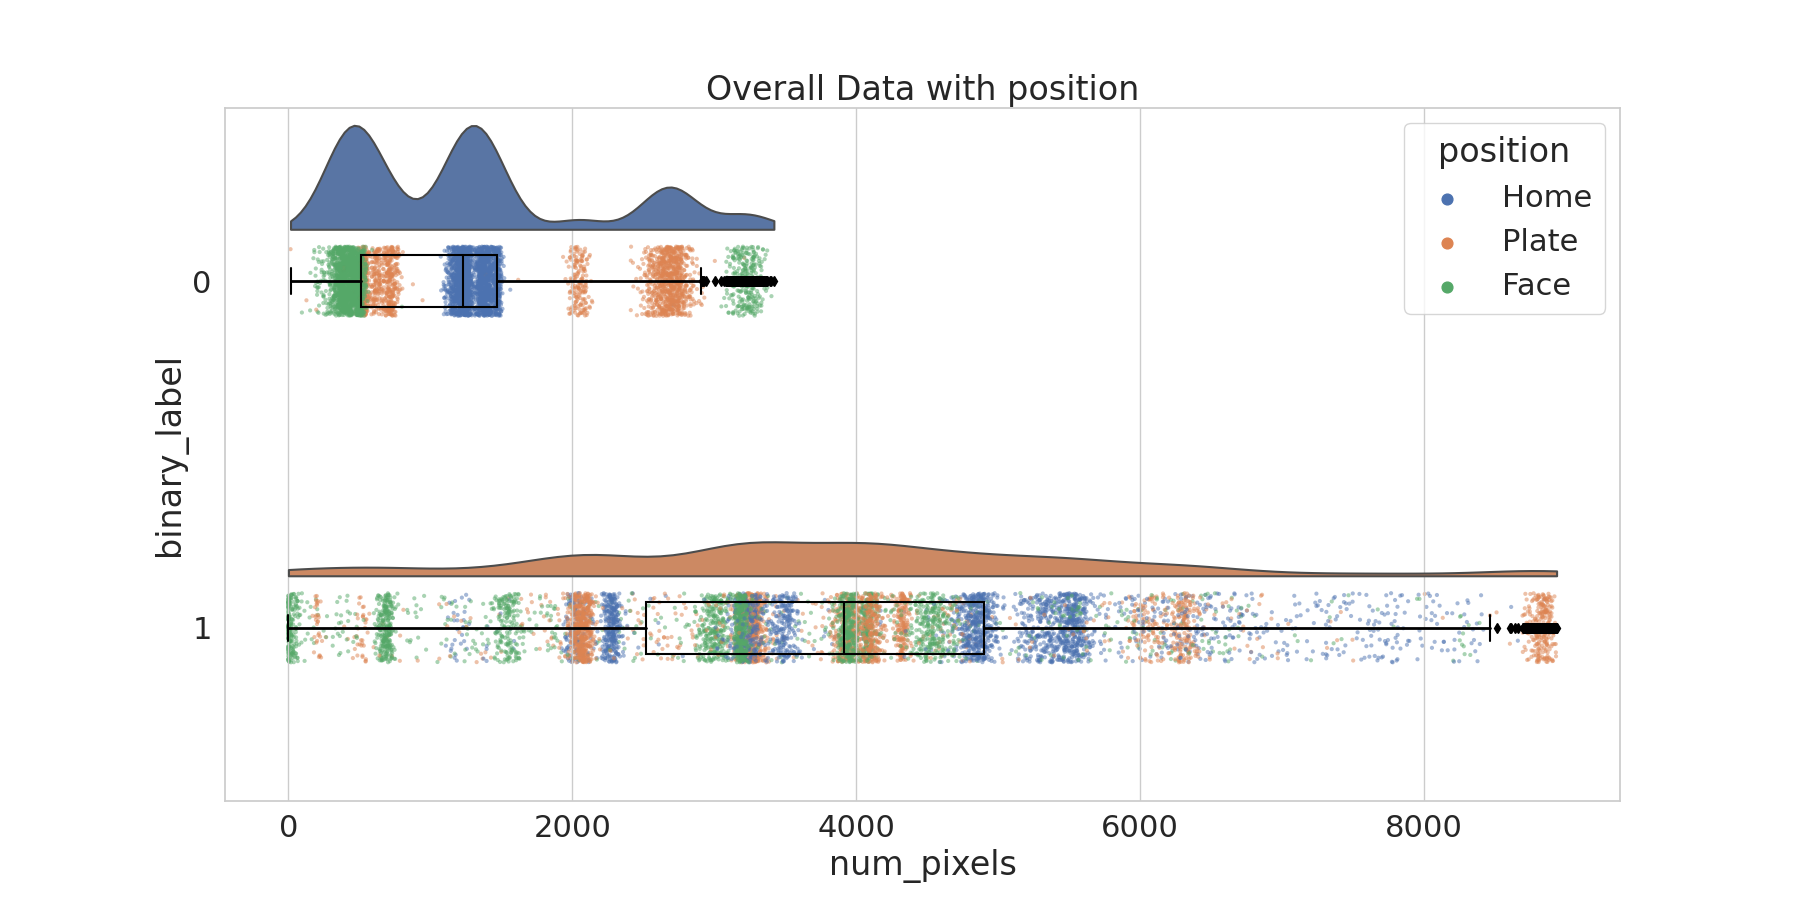 Overall Data with position
position
Home
Plate
Face
binary_label
0
1
0 2000 4000 6000 8000
num_pixels